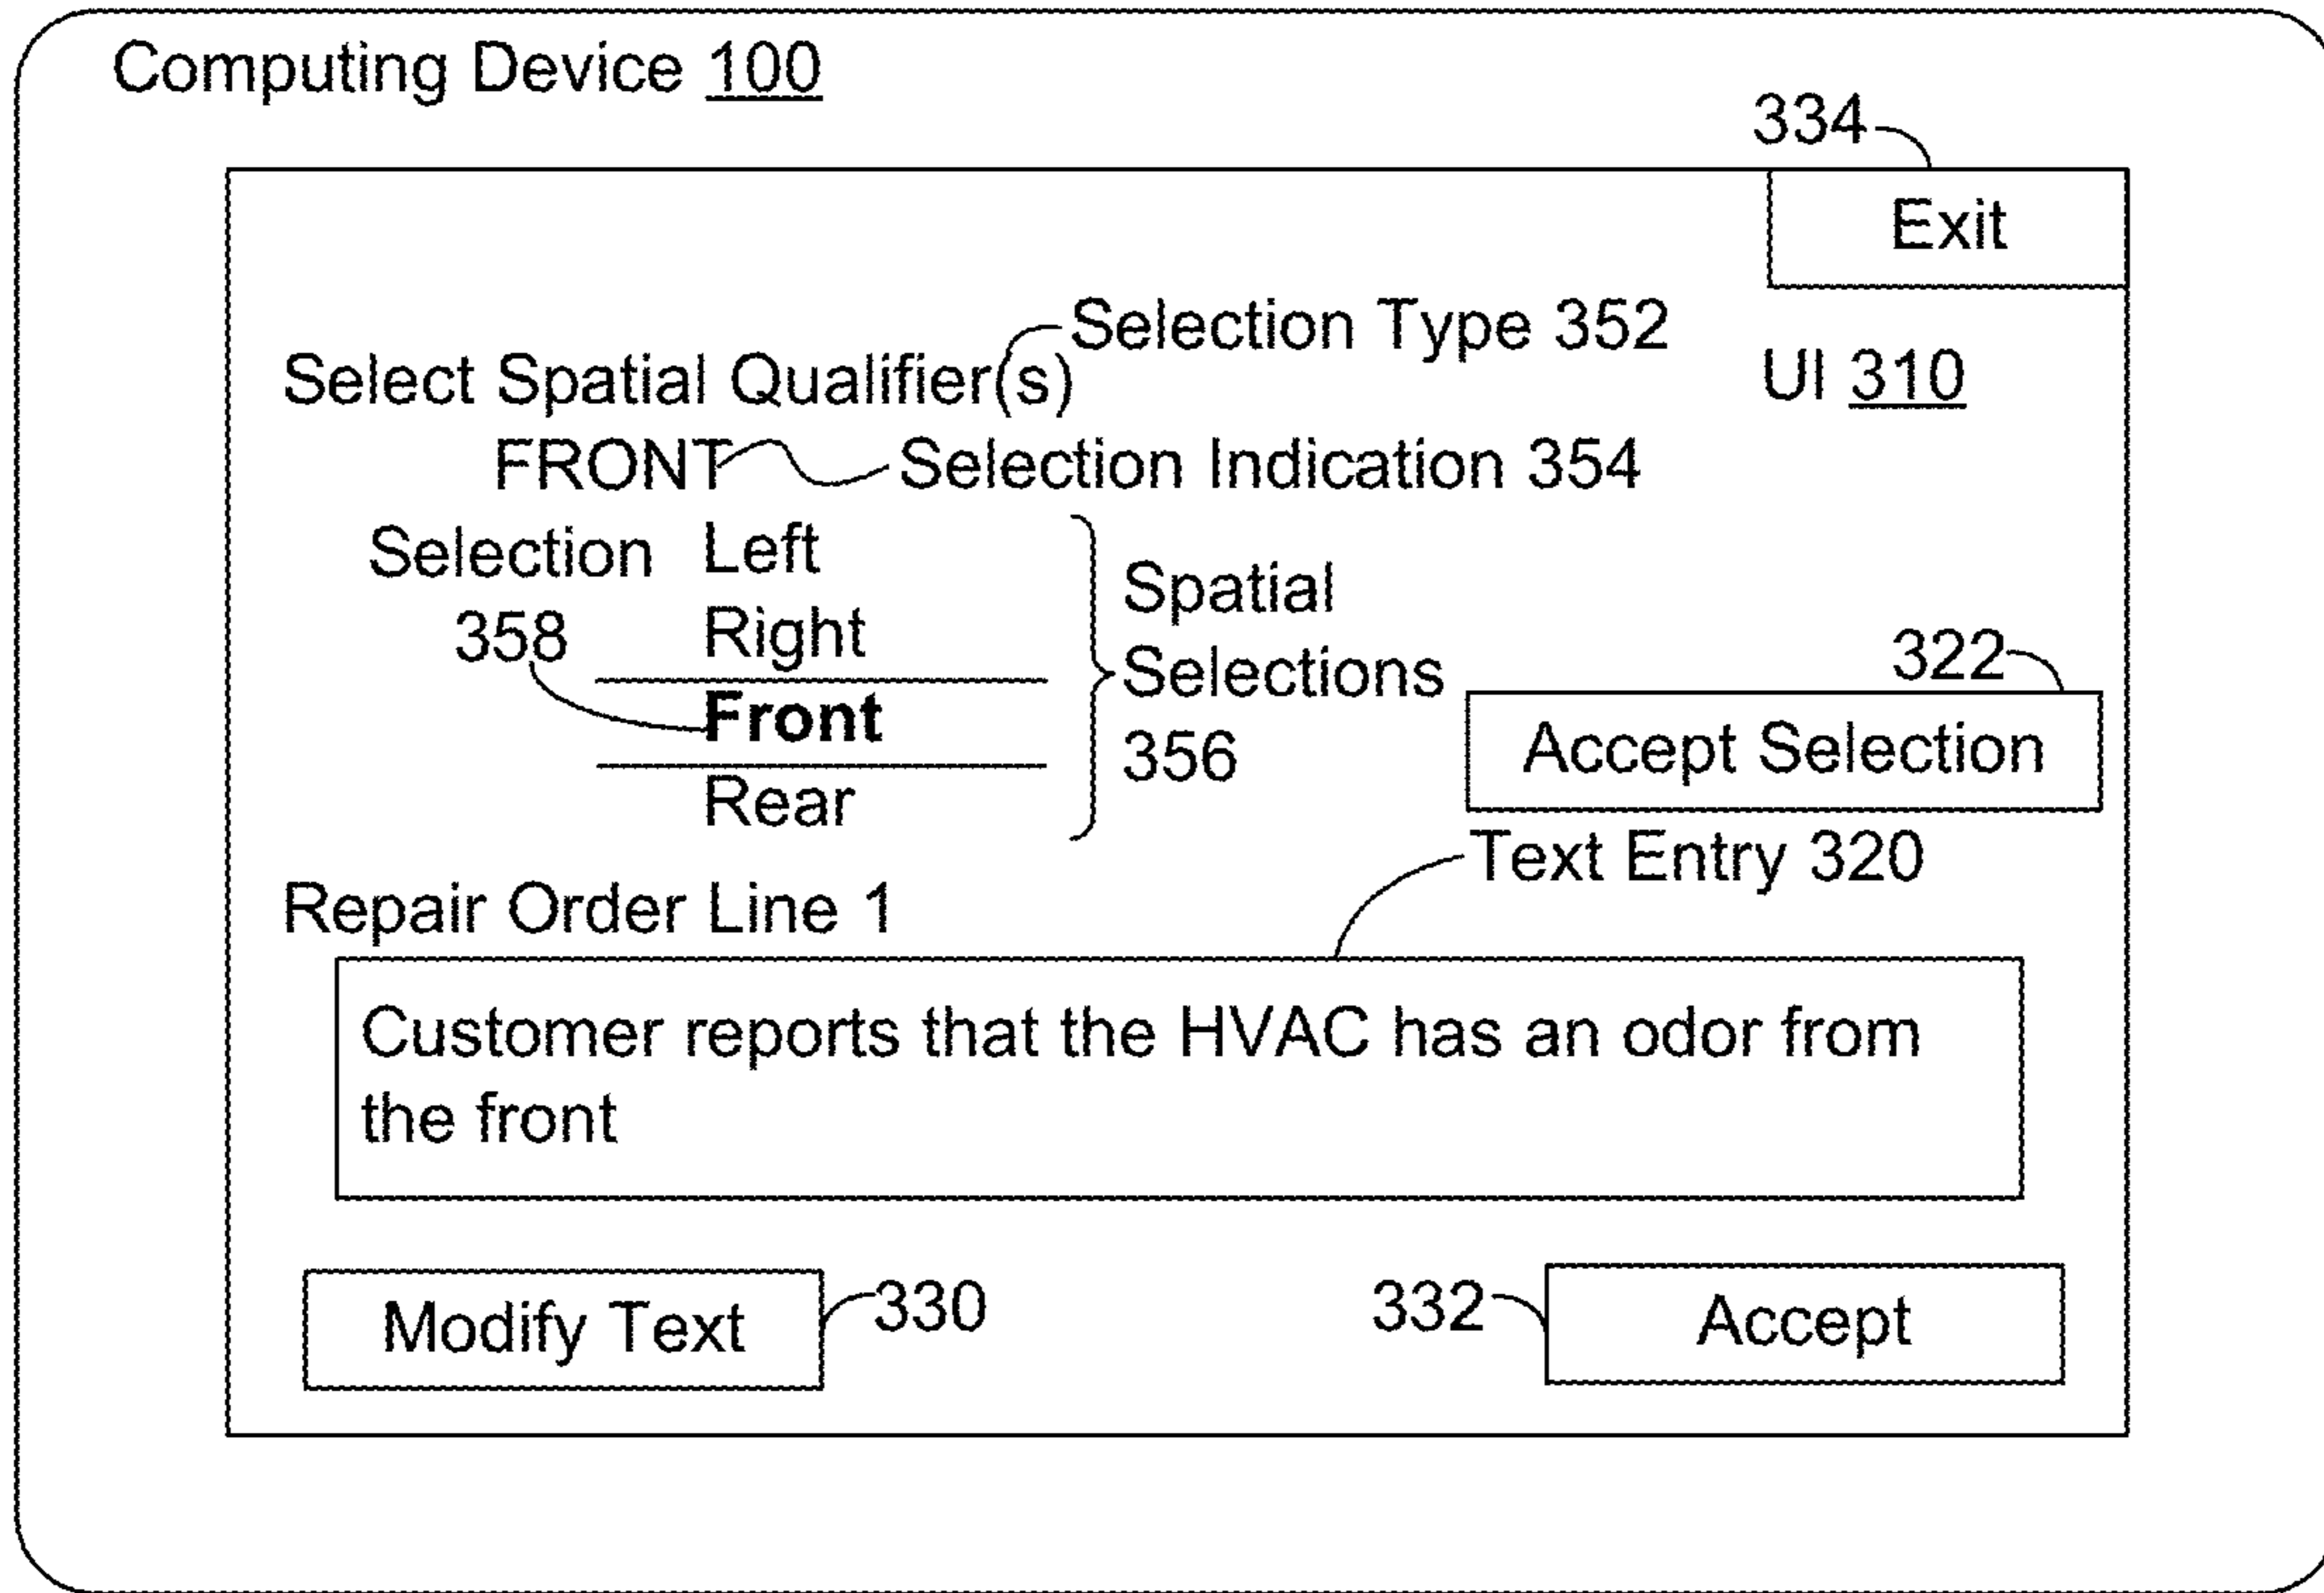 Computing Device 100
334
Exit
Selection Type 352
Select Spatial Qualifier(s)
UI 310
FRONT
Selection Indication 354
Selection
358
Left
Right
Front
Rear
Spatial
Selections
356
322
Accept Selection
Text Entry 320
Repair Order Line 1
Customer reports that the HVAC has an odor from
the front
Modify Text
330
332
Accept